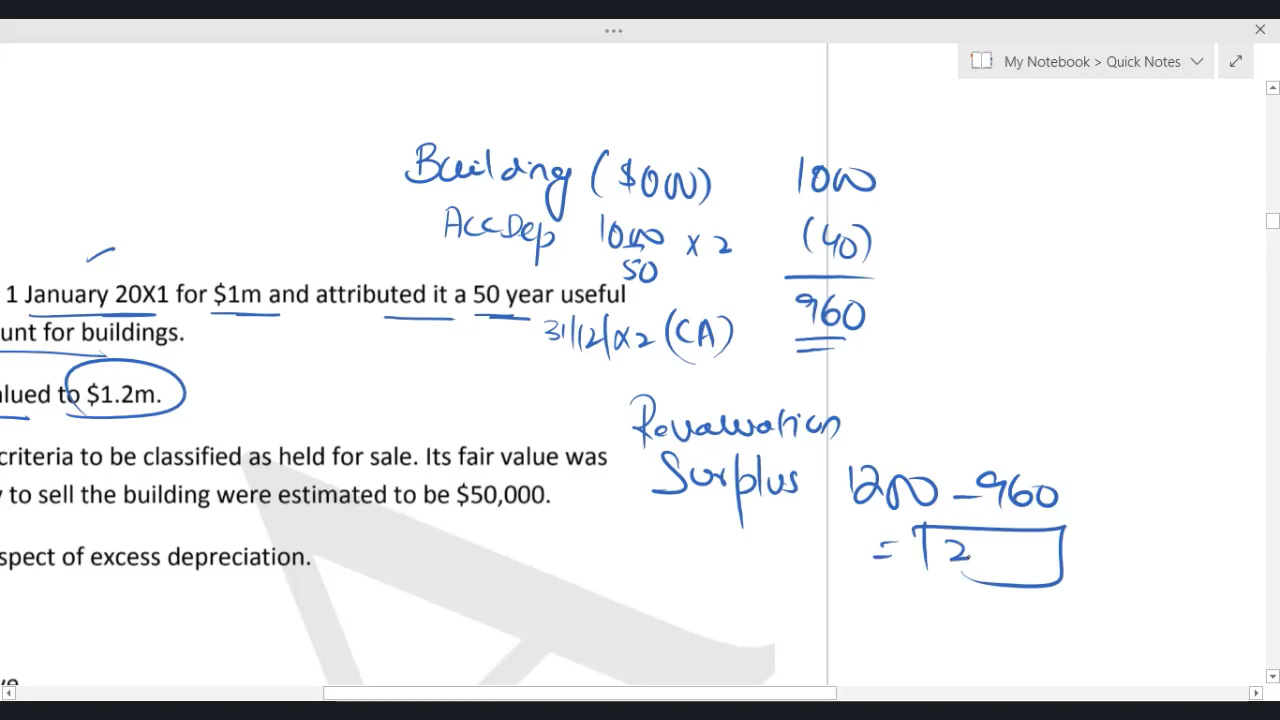 My Notebook > Quick Notes
Building ($000) 1000
Acc Dep 1000 x 2 (40)
50
1 January 20X1 for $1m and attributed it a 50 year useful
31/12/X2 (CA) 960
unt for buildings.
alued to $1.2m.
Revaluation
Surplus 1200 - 960
= 2
criteria to be classified as held for sale. Its fair value was
y to sell the building were estimated to be $50,000.
spect of excess depreciation.